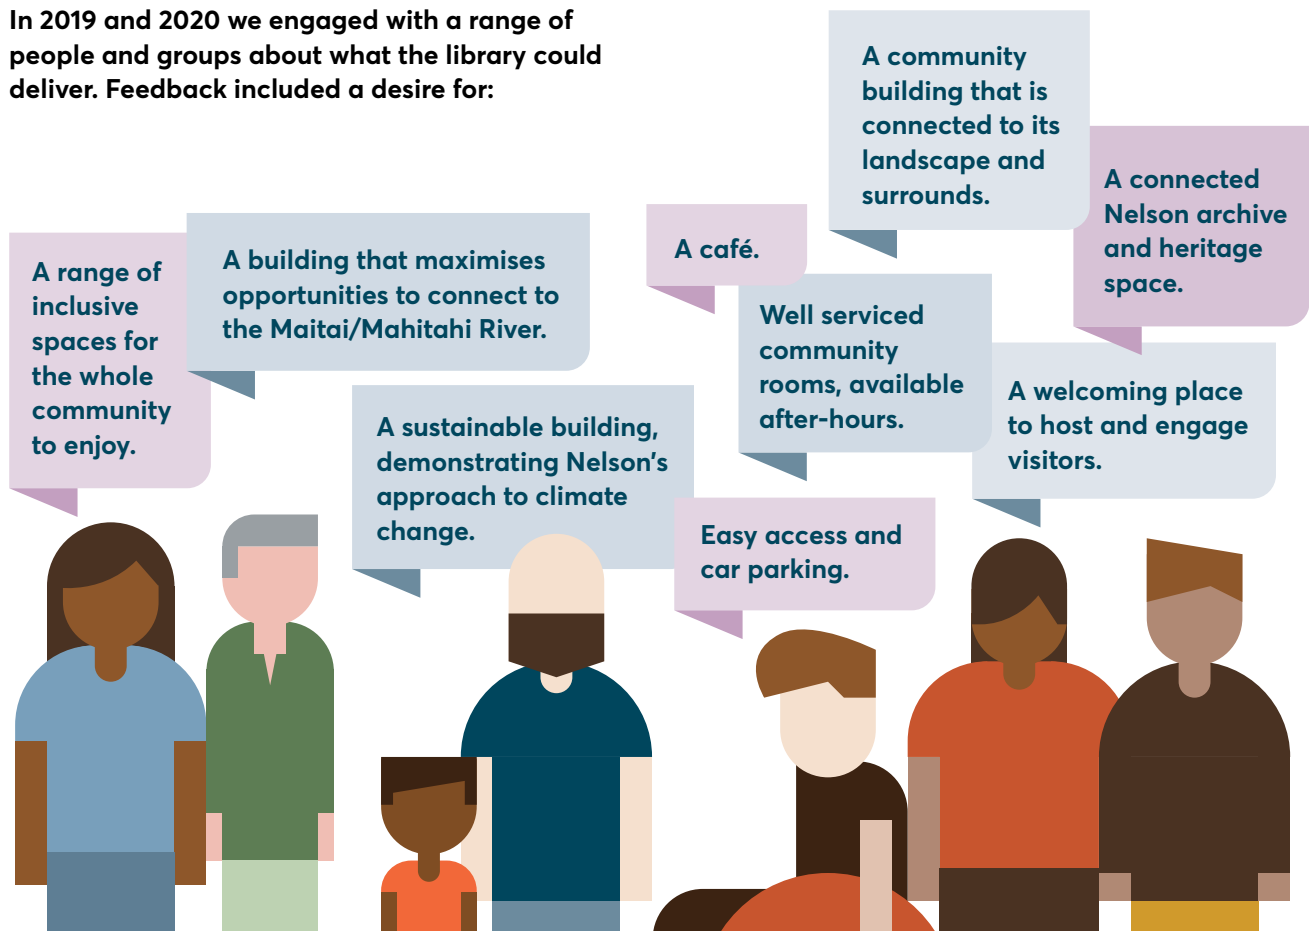 In 2019 and 2020 we engaged with a range of
people and groups about what the library could
deliver. Feedback included a desire for:
A range of
inclusive
spaces for
the whole
community
to enjoy.
A building that maximises
opportunities to connect to
the Maitai/Mahitahi River.
A sustainable building,
demonstrating Nelson's
approach to climate
change.
A café.
A community
building that is
connected to its
landscape and
surrounds.
Well serviced
community
rooms, available
after-hours.
A connected
Nelson archive
and heritage
space.
A welcoming place
to host and engage
visitors.
Easy access and
car parking.